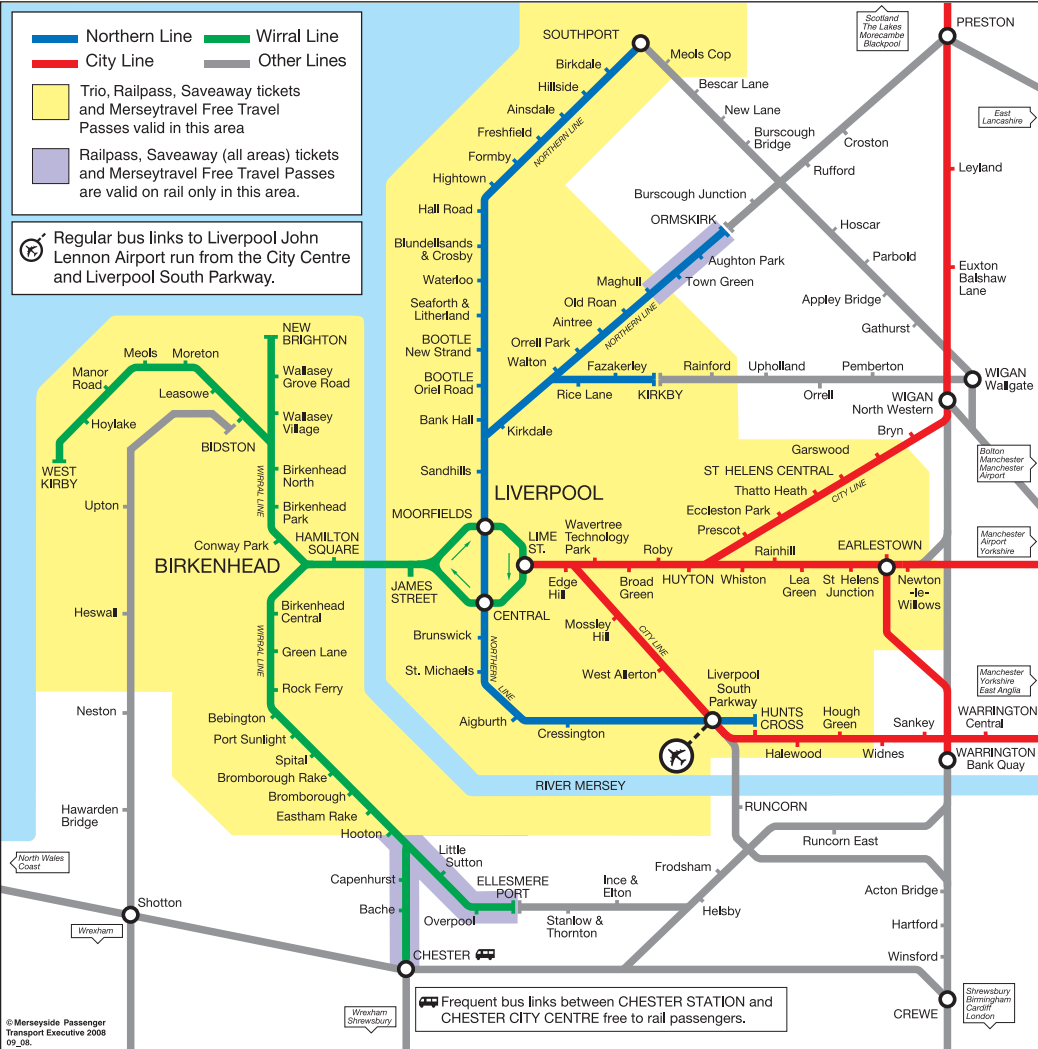 Northern Line
Wirral Line
City Line
Other Lines
Trio, Railpass, Saveaway tickets
and Merseytravel Free Travel
Passes valid in this area
Railpass, Saveaway (all areas) tickets
and Merseytravel Free Travel Passes
are valid on rail only in this area.
Regular bus links to Liverpool John
Lennon Airport run from the City Centre
and Liverpool South Parkway.
SOUTHPORT
Birkdale
Hillside
Ainsdale
Freshfield
Formby
Hightown
NORTHERN LINE
Hall Road
Blundellsands
& Crosby
Waterloo
Seaforth &
Litherland
BOOTLE
New Strand
BOOTLE
Oriel Road
Bank Hall
Sandhills
Meols Cop
Bescar Lane
New Lane
Burscough
Bridge
Hoscar
Parbold
Appley Bridge
Gathurst
WIGAN
Wallgate
Scotland
The Lakes
Morecambe
Blackpool
PRESTON
East
Lancashire
Croston
Rufford
Burscough Junction
ORMSKIRK
Aughton Park
Town Green
Maghull
Old Roan
Aintree
NORTHERN LINE
Orrell Park
Walton
Kirkdale
Fazakerley
Rice Lane
KIRKBY
Rainford
Upholland
Orrell
Pemberton
Leyland
Euxton
Balshaw
Lane
WIGAN
North Western
Bolton
Manchester
Manchester
Airport
Bryn
Garswood
ST HELENS CENTRAL
CITY LINE
Thatto Heath
Eccleston Park
Prescot
NEW
BRIGHTON
Wallasey
Grove Road
Wallasey
Village
Meols
Moreton
Manor
Road
Leasowe
Hoylake
WEST
KIRBY
BIDSTON
Birkenhead
North
WIRRAL LINE
Birkenhead
Park
Conway Park
BIRKENHEAD
HAMILTON
SQUARE
JAMES
STREET
LIVERPOOL
MOORFIELDS
LIME
ST.
CENTRAL
Edge
Hill
Wavertree
Technology
Park
Broad
Green
Roby
HUYTON
Whiston
Rainhill
Lea
Green
St Helens
Junction
EARLESTOWN
Newton
-le-
Willows
Manchester
Airport
Yorkshire
Upton
Heswall
Neston
Hawarden
Bridge
Shotton
North Wales
Coast
Wrexham
Birkenhead
Central
WIRRAL LINE
Green Lane
Rock Ferry
Bebington
Port Sunlight
Spital
Bromborough Rake
Bromborough
Eastham Rake
Hooton
Brunswick
NORTHERN
LINE
St. Michaels
Aigburth
Cressington
Mossley
Hill
CITY LINE
West Allerton
Liverpool
South
Parkway
HUNTS
CROSS
Halewood
Hough
Green
Widnes
Sankey
WARRINGTON
Central
Manchester
Yorkshire
East Anglia
WARRINGTON
Bank Quay
RIVER MERSEY
RUNCORN
Runcorn East
Frodsham
Helsby
Little
Sutton
Overpool
ELLESMERE
PORT
Stanlow &
Thornton
Ince &
Elton
Capenhurst
Bache
CHESTER
Wrexham
Shrewsbury
Acton Bridge
Hartford
Winsford
CREWE
Shrewsbury
Birmingham
Cardiff
London
Frequent bus links between CHESTER STATION and
CHESTER CITY CENTRE free to rail passengers.
© Merseyside Passenger
Transport Executive 2008
09_08.